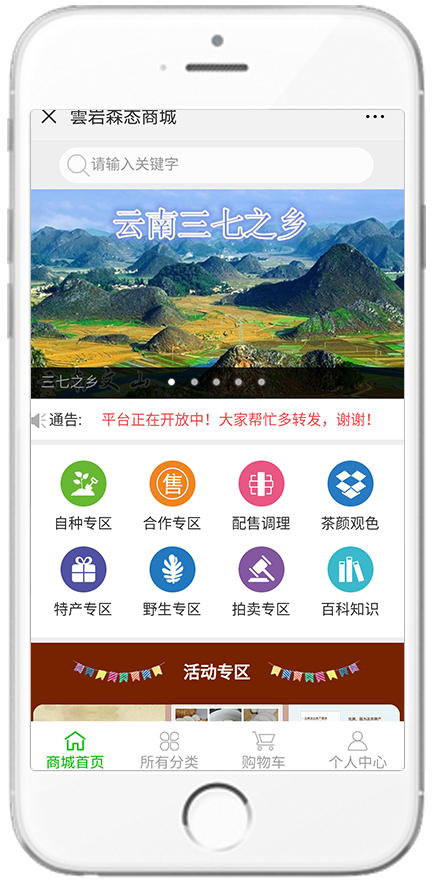 雲岩森态商城
请输入关键字
云南三七之乡
三七之乡
通告: 平台正在开放中！大家帮忙多转发，谢谢！
售
自种专区 合作专区 配售调理 茶颜观色
特产专区 野生专区 拍卖专区 百科知识
活动专区
商城首页 所有分类 购物车 个人中心